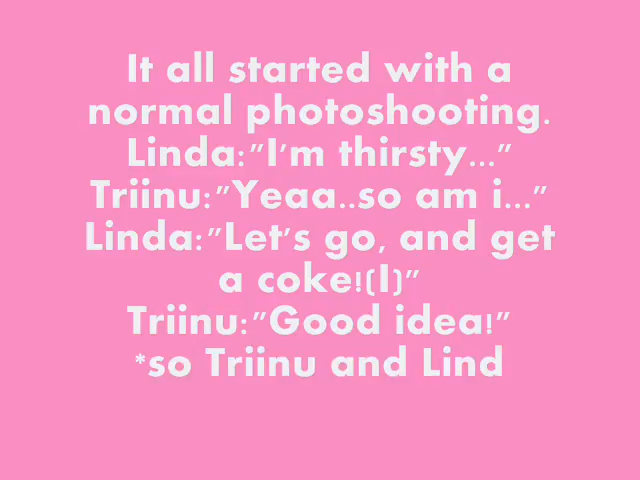 It all started with a
normal photoshooting.
Linda:"I'm thirsty..."
Triinu:"Yeaa..so am i..."
Linda:"Let's go, and get
a coke!(I)"
Triinu:"Good idea!"
*so Triinu and Lind